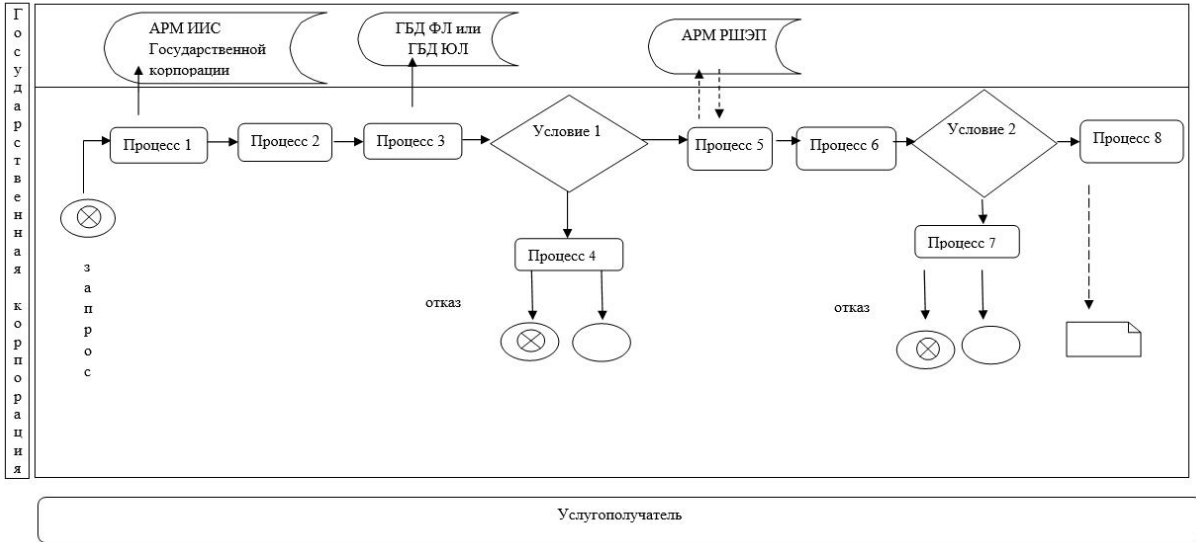 Государственная корпорация
АРМ ИИС
Государственной
корпорации
ГБД ФЛ или
ГБД ЮЛ
АРМ РШЭП
Процесс 1
Процесс 2
Процесс 3
Условие 1
Процесс 5
Процесс 6
Условие 2
Процесс 8
запрос
Процесс 4
Процесс 7
отказ
отказ
Услугополучатель